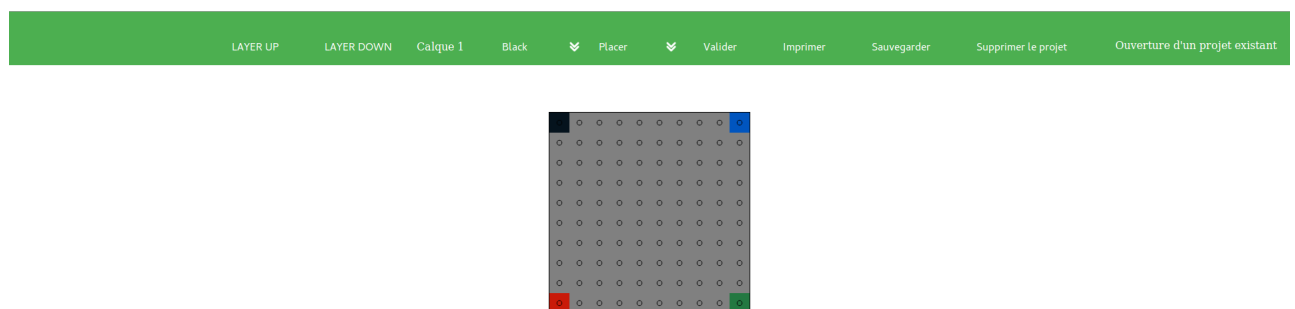 LAYER UP LAYER DOWN Calque 1 Black Placer Valider Imprimer Sauvegarder Supprimer le projet Ouverture d'un projet existant